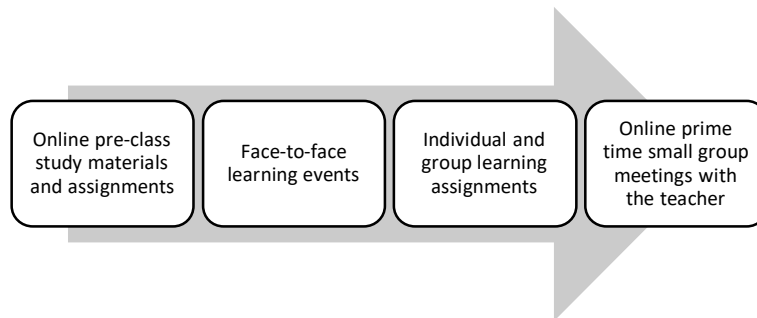 Online pre-class
study materials
and assignments
Face-to-face
learning events
Individual and
group learning
assignments
Online prime
time small group
meetings with
the teacher